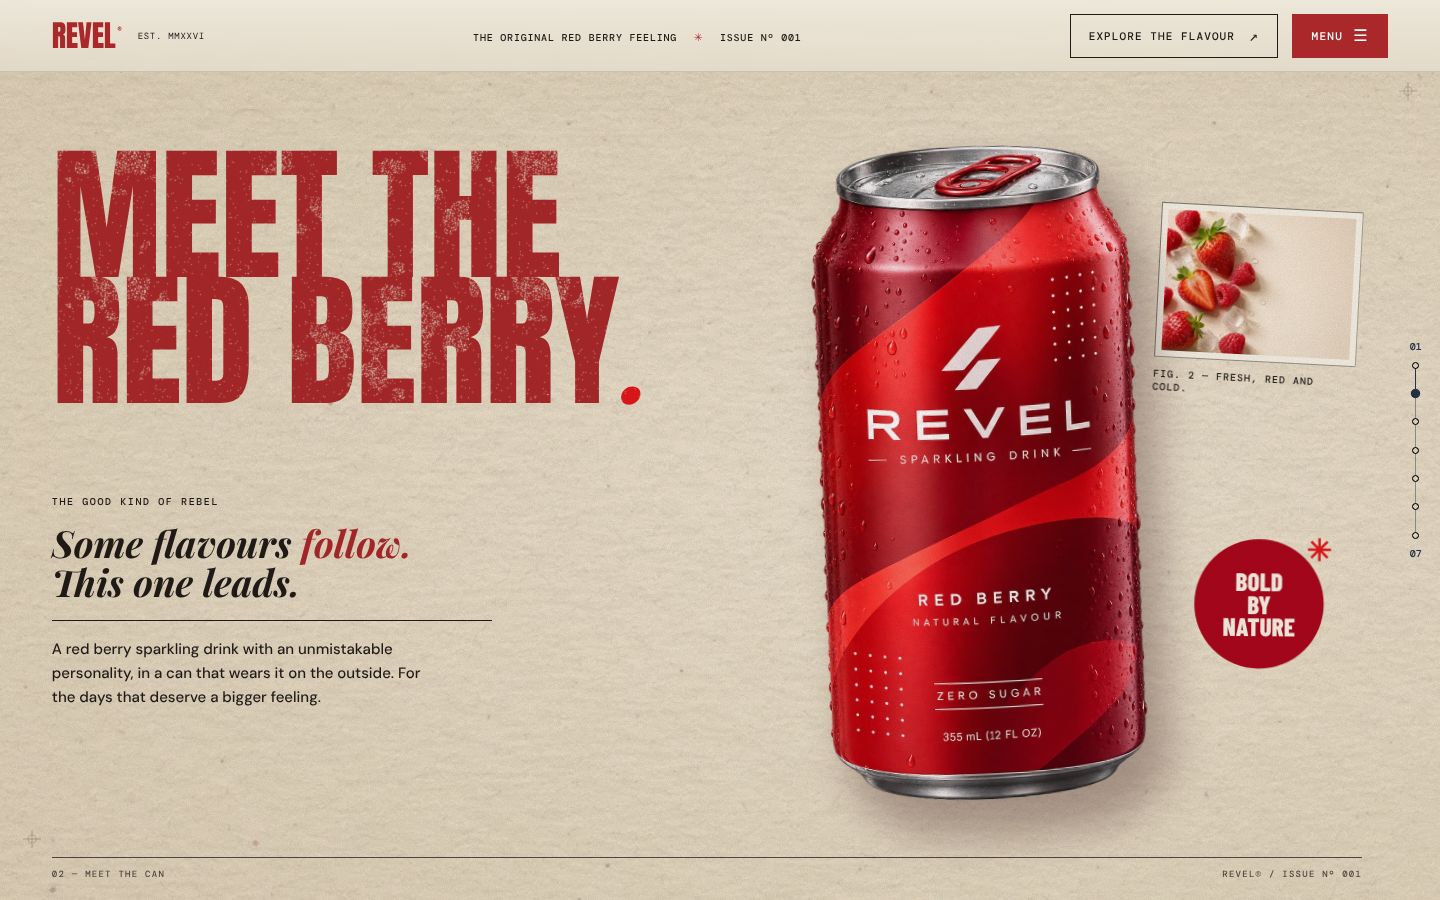 REVEL®
EST. MMXXVI
THE ORIGINAL RED BERRY FEELING ✳ ISSUE Nº 001
EXPLORE THE FLAVOUR ↗
MENU ☰
MEET THE
RED BERRY.
THE GOOD KIND OF REBEL
Some flavours follow.
This one leads.
A red berry sparkling drink with an unmistakable
personality, in a can that wears it on the outside. For
the days that deserve a bigger feeling.
REVEL
SPARKLING DRINK
RED BERRY
NATURAL FLAVOUR
ZERO SUGAR
355 mL (12 FL OZ)
FIG. 2 — FRESH, RED AND
COLD.
BOLD
BY
NATURE
01
07
02 — MEET THE CAN
REVEL® / ISSUE Nº 001